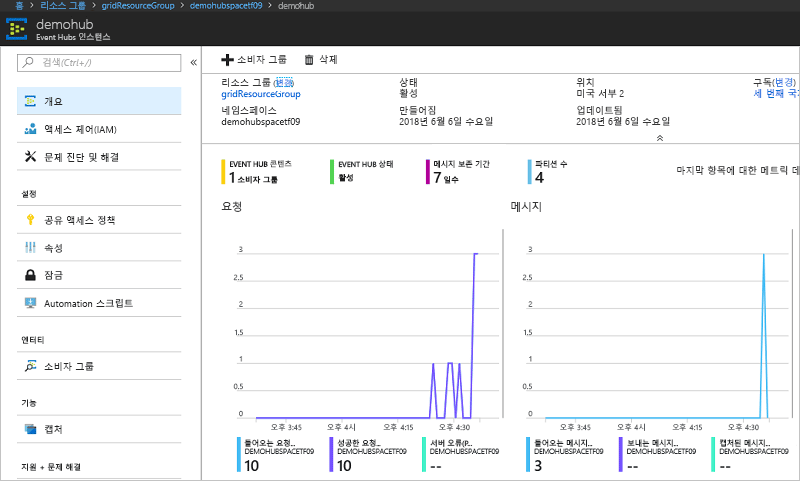 홈 > 리소스 그룹 > gridResourceGroup > demohubspacetf09 > demohub
demohub
Event Hubs 인스턴스
검색(Ctrl+/)
«
개요
액세스 제어(IAM)
문제 진단 및 해결
설정
공유 액세스 정책
속성
잠금
Automation 스크립트
엔터티
소비자 그룹
기능
캡처
지원 + 문제 해결
소비자 그룹
삭제
리소스 그룹(변경)
gridResourceGroup
상태
활성
위치
미국 서부 2
구독(변경)
세 번째 국
네임스페이스
demohubspacetf09
만들어짐
2018년 6월 6일 수요일
업데이트됨
2018년 6월 6일 수요일
EVENT HUB 콘텐츠
1 소비자 그룹
EVENT HUB 상태
활성
메시지 보존 기간
7 일수
파티션 수
4
마지막 항목에 대한 메트릭 데
요청
3
2.5
2
1.5
1
0.5
0
오후 3:45
오후 4시
오후 4:15
오후 4:30
들어오는 요청...
DEMOHUBSPACETF09
10
성공한 요청...
DEMOHUBSPACETF09
10
서버 오류(P...
DEMOHUBSPACETF09
--
메시지
3
2.5
2
1.5
1
0.5
0
오후 3:45
오후 4시
오후 4:15
오후 4:30
들어오는 메시지...
DEMOHUBSPACETF09
3
보내는 메시지...
DEMOHUBSPACETF09
--
캡처된 메시지...
DEMOHUBSPACETF09
--